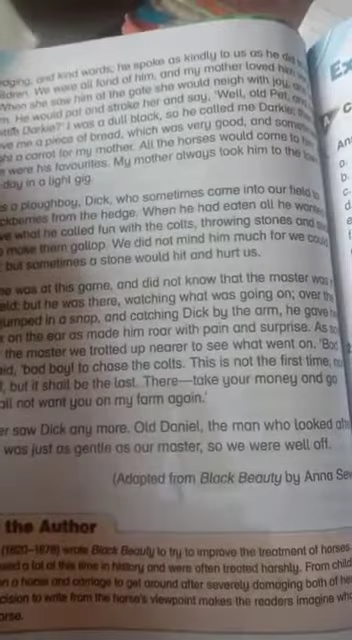 ging, and kind words; he spoke as kindly to us as he did
ildren. We were all fond of him, and my mother loved him
When she saw him at the gate she would neigh with joy, and
m. He would pat and stroke her and say, 'Well, old Pet, and
little Darkie?' I was a dull black, so he called me Darkie; then
ve me a piece of bread, which was very good, and sometimes
ght a carrot for my mother. All the horses would come to
were his favourites. My mother always took him to the
day in a light gig.
s a ploughboy, Dick, who sometimes came into our field to
ckberries from the hedge. When he had eaten all he wanted
ve what he called fun with the colts, throwing stones and
make them gallop. We did not mind him much for we could
but sometimes a stone would hit and hurt us.
he was at this game, and did not know that the master was
eld; but he was there, watching what was going on; over the
jumped in a snap, and catching Dick by the arm, he gave
on the ear as made him roar with pain and surprise. As
the master we trotted up nearer to see what went on. 'Bad
aid, 'bad boy! to chase the colts. This is not the first time,
, but it shall be the last. There—take your money and go
all not want you on my farm again.'
er saw Dick any more. Old Daniel, the man who looked
was just as gentle as our master, so we were well off.
(Adapted from Black Beauty by Anna Sew
the Author
(1820–1878) wrote Black Beauty to try to improve the treatment of horses
used a lot at this time in history and were often treated harshly. From child
on a horse and carriage to get around after severely damaging both of he
cision to write from the horse's viewpoint makes the readers imagine wha
orse.
Ex
A
C
An
a.
b.
c.
d.
e
f